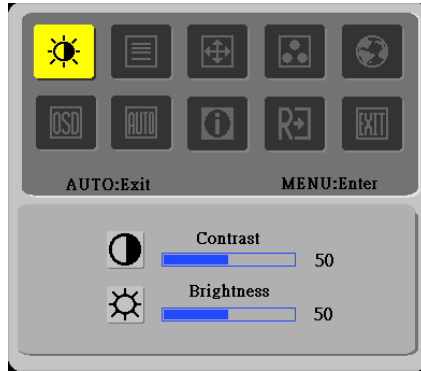 OSD AUTO i R EXIT
AUTO:Exit MENU:Enter
Contrast
50
Brightness
50